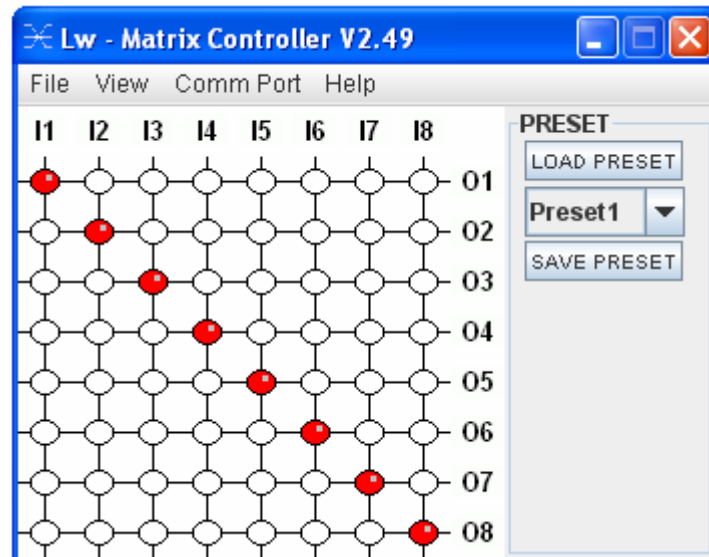 Lw - Matrix Controller V2.49
File View Comm Port Help
I1 I2 I3 I4 I5 I6 I7 I8
PRESET
LOAD PRESET
Preset1
SAVE PRESET
O1
O2
O3
O4
O5
O6
O7
O8